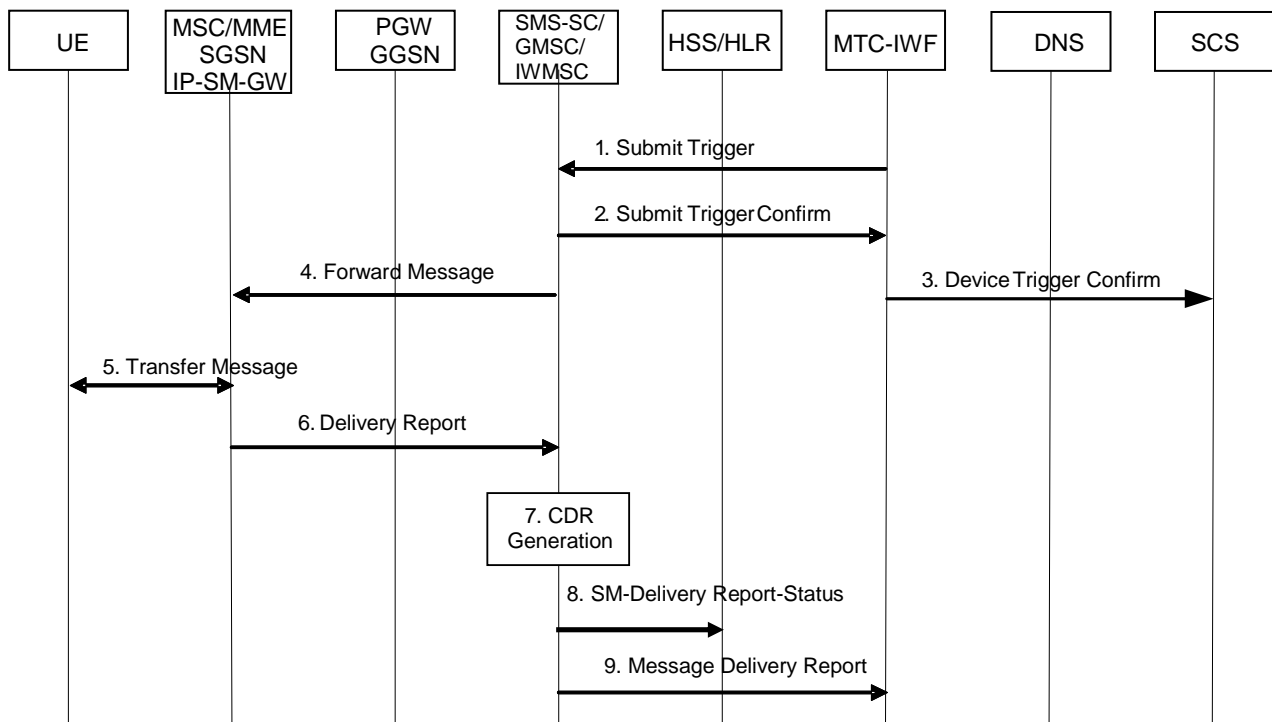 UE
MSC/MME
SGSN
IP-SM-GW
PGW
GGSN
SMS-SC/
GMSC/
IWMSC
HSS/HLR
MTC-IWF
DNS
SCS
1. Submit Trigger
2. Submit Trigger Confirm
4. Forward Message
3. Device Trigger Confirm
5. Transfer Message
6. Delivery Report
7. CDR
Generation
8. SM-Delivery Report-Status
9. Message Delivery Report